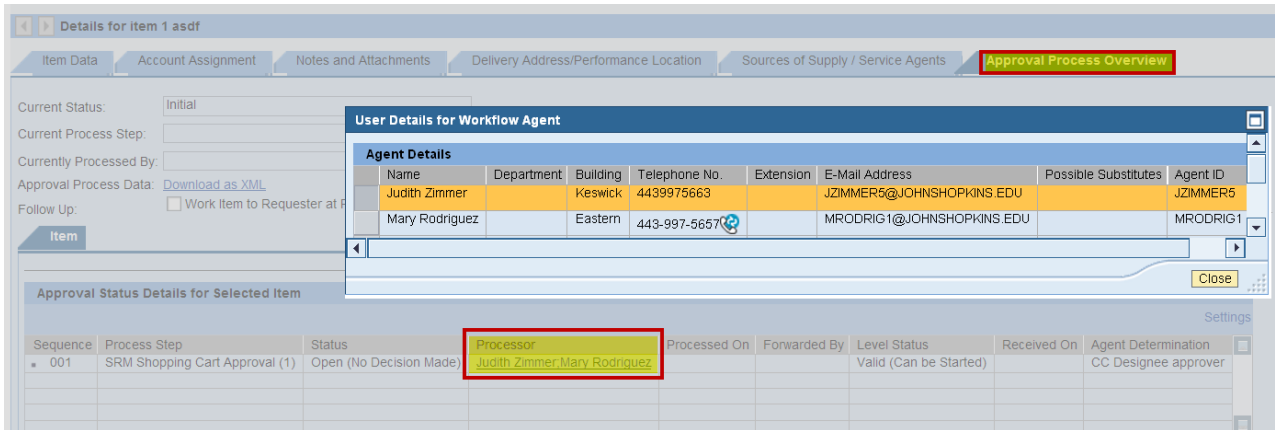 Details for item 1 asdf
Item Data Account Assignment Notes and Attachments Delivery Address/Performance Location Sources of Supply / Service Agents Approval Process Overview
Current Status: Initial
Current Process Step:
Currently Processed By:
Approval Process Data: Download as XML
Follow Up: Work Item to Requester at
Item
User Details for Workflow Agent
Agent Details
Name Department Building Telephone No. Extension E-Mail Address Possible Substitutes Agent ID
Judith Zimmer Keswick 4439975663 JZIMMER5@JOHNSHOPKINS.EDU JZIMMER5
Mary Rodriguez Eastern 443-997-5657 MRODRIG1@JOHNSHOPKINS.EDU MRODRIG1
Close
Approval Status Details for Selected Item
Settings
Sequence Process Step Status Processor Processed On Forwarded By Level Status Received On Agent Determination
001 SRM Shopping Cart Approval (1) Open (No Decision Made) Judith Zimmer;Mary Rodriguez Valid (Can be Started) CC Designee approver